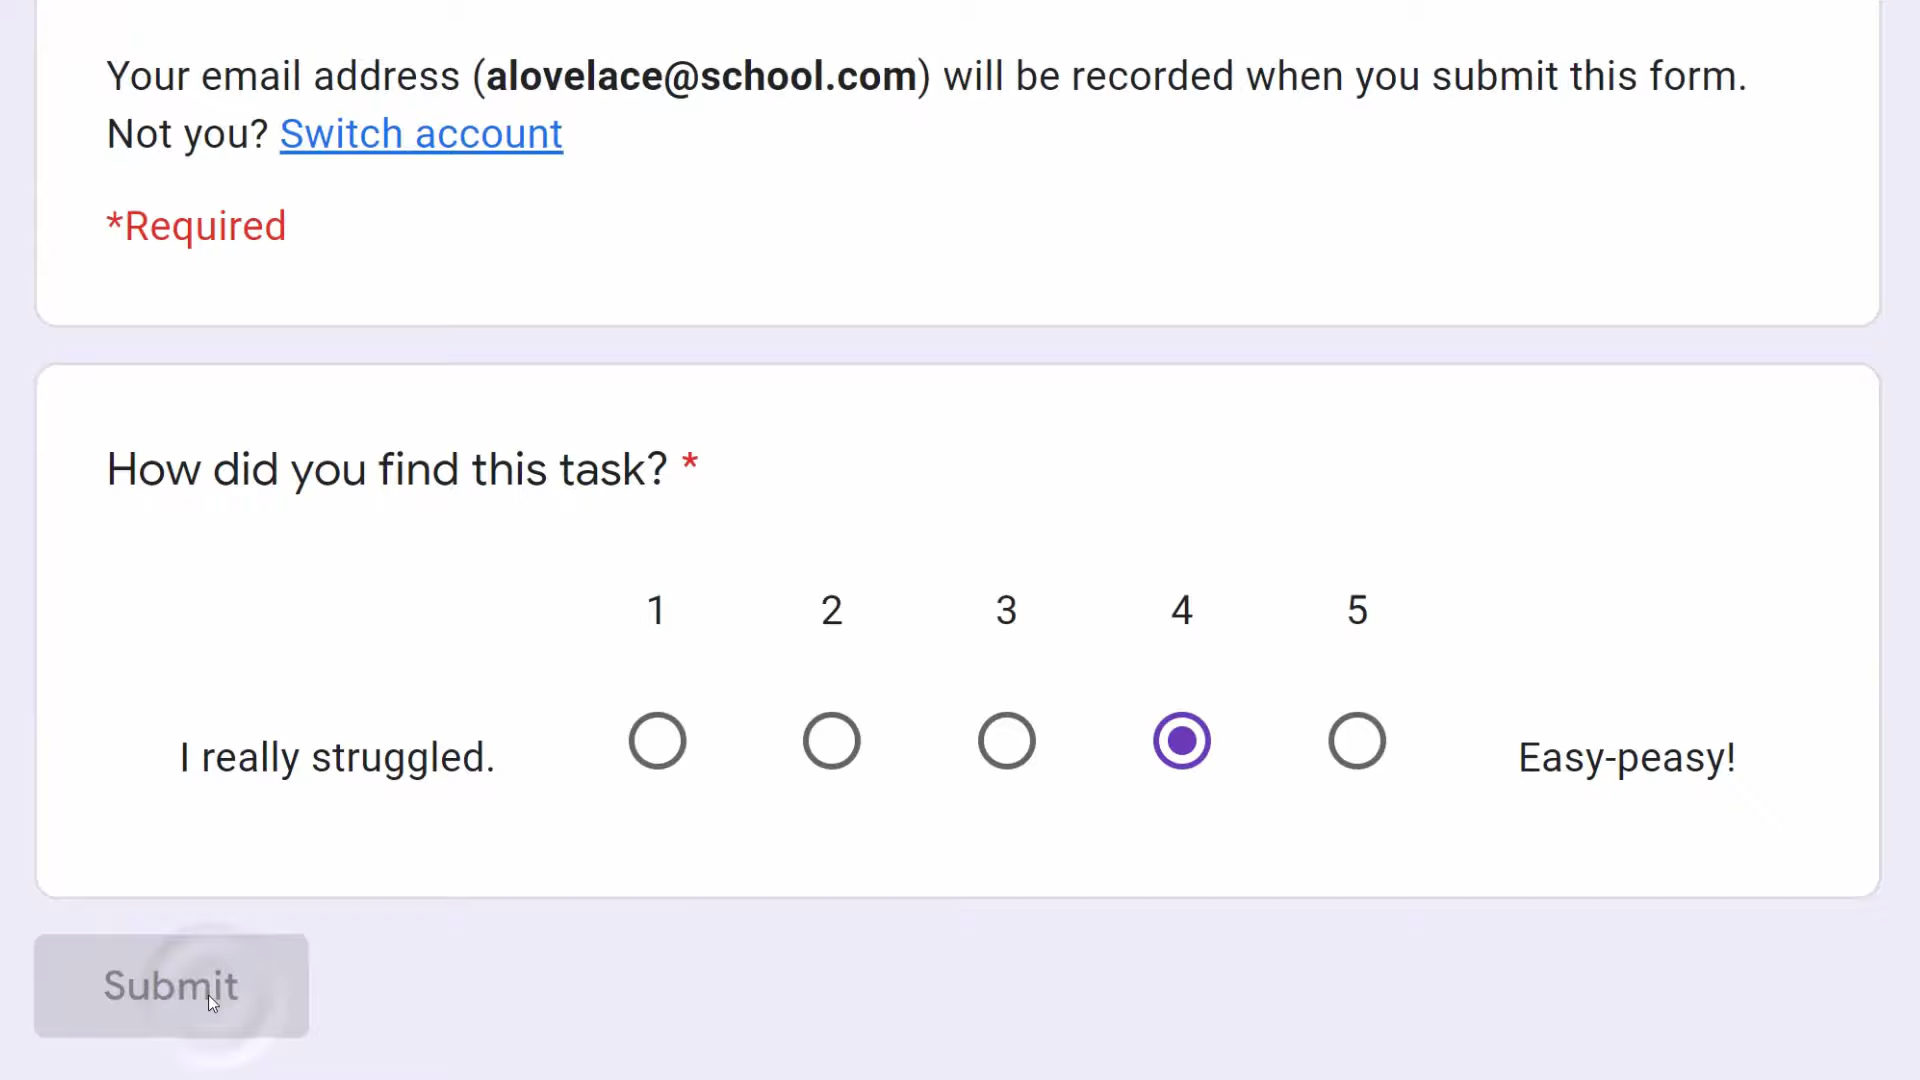 Your email address (alovelace@school.com) will be recorded when you submit this form.
Not you? Switch account
*Required
How did you find this task? *
1 2 3 4 5
I really struggled. Easy-peasy!
Submit